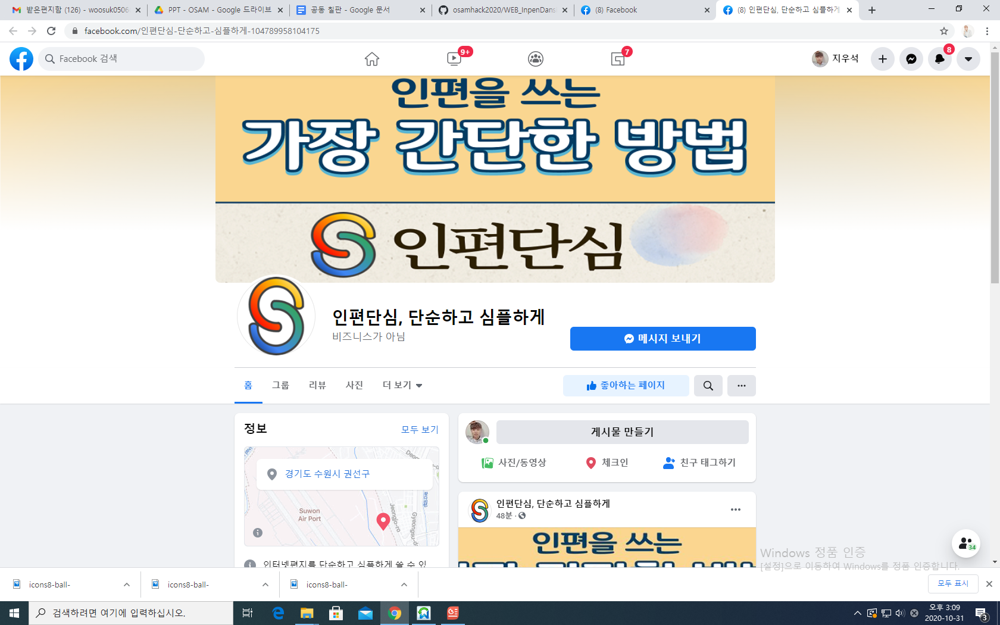 받은편지함 (126) - woosuk0506
PPT - OSAM - Google 드라이브
공동 칠판 - Google 문서
osamhack2020/WEB_InpenDans
(8) Facebook
(8) 인편단심, 단순하고 심플하게
facebook.com/인편단심-단순하고-심플하게-104789958104175
Facebook 검색
9+
7
지우석
8
인편을 쓰는
가장 간단한 방법
인편단심
인편단심, 단순하고 심플하게
비즈니스가 아님
메시지 보내기
홈
그룹
리뷰
사진
더 보기
좋아하는 페이지
정보
모두 보기
경기도 수원시 권선구
Suwon
Air Port
Jeongjo-ro
게시물 만들기
사진/동영상
체크인
친구 태그하기
인편단심, 단순하고 심플하게
48분
인편을 쓰는
인터넷편지를 단순하고 심플하게 쓸 수 있
34
Windows 정품 인증
[설정]으로 이동하여 Windows를 정품 인증합니다.
icons8-ball-
icons8-ball-
icons8-ball-
모두 표시
검색하려면 여기에 입력하십시오.
오후 3:09
2020-10-31
3